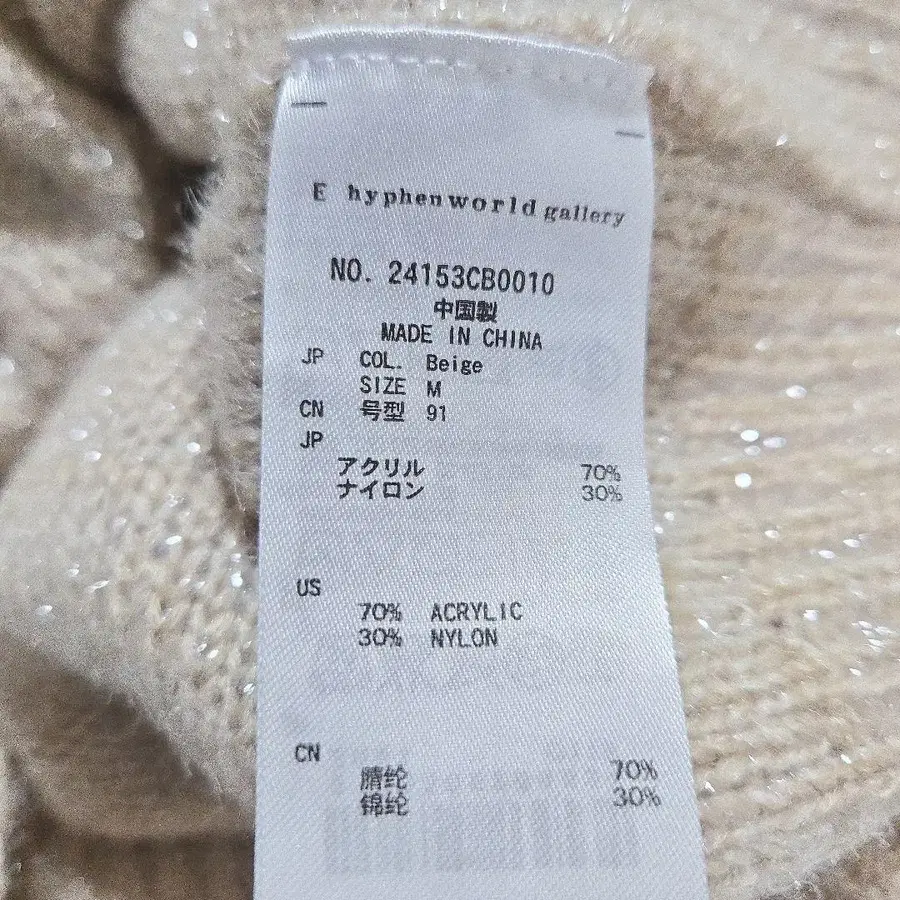 E hyphen world gallery
NO. 24153CB0010
中国製
MADE IN CHINA
JP COL. Beige
SIZE M
CN 号型 91
JP
アクリル 70%
ナイロン 30%
US
70% ACRYLIC
30% NYLON
CN
腈纶 70%
锦纶 30%